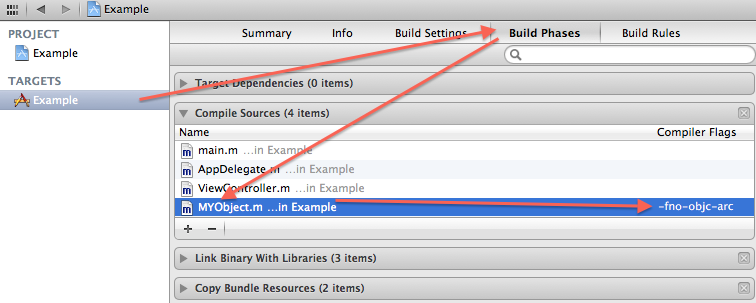 Example
PROJECT
Example
TARGETS
Example
Summary Info Build Settings Build Phases Build Rules
Target Dependencies (0 items)
Compile Sources (4 items)
Name Compiler Flags
m main.m ...in Example
m AppDelegate.m ...in Example
m ViewController.m ...in Example
m MYObject.m ...in Example -fno-objc-arc
+ −
Link Binary With Libraries (3 items)
Copy Bundle Resources (2 items)